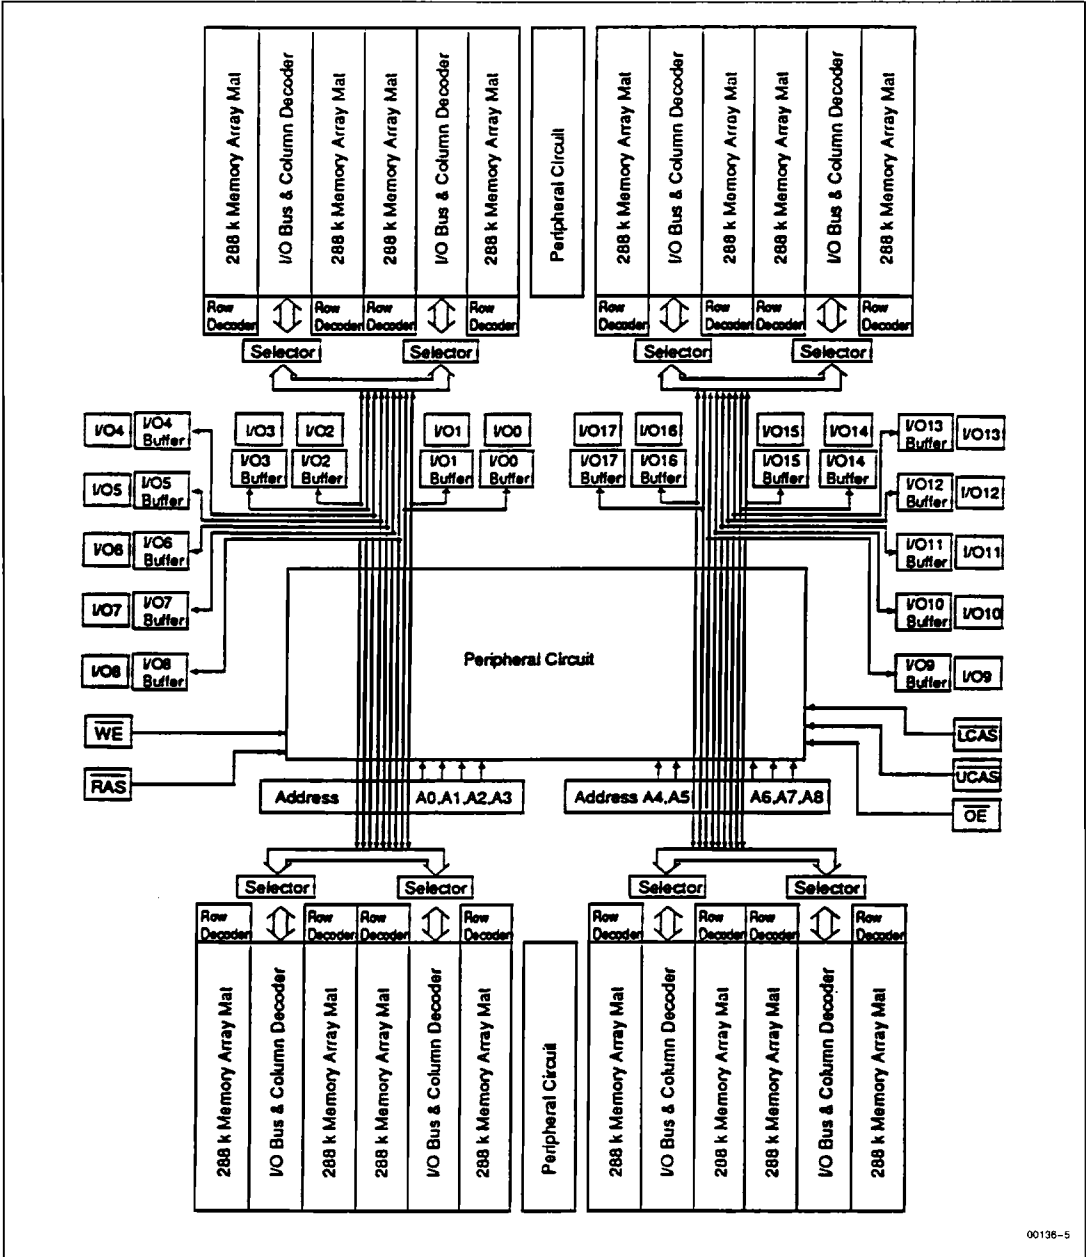 288 k Memory Array Mat
I/O Bus & Column Decoder
288 k Memory Array Mat
288 k Memory Array Mat
I/O Bus & Column Decoder
288 k Memory Array Mat
Peripheral Circuit
288 k Memory Array Mat
I/O Bus & Column Decoder
288 k Memory Array Mat
288 k Memory Array Mat
I/O Bus & Column Decoder
288 k Memory Array Mat
Row Decoder
Row Decoder
Row Decoder
Row Decoder
Row Decoder
Row Decoder
Row Decoder
Row Decoder
Selector
Selector
Selector
Selector
I/O4
I/O4 Buffer
I/O3
I/O2
I/O1
I/O0
I/O17
I/O16
I/O15
I/O14
I/O13 Buffer
I/O13
I/O3 Buffer
I/O2 Buffer
I/O1 Buffer
I/O0 Buffer
I/O17 Buffer
I/O16 Buffer
I/O15 Buffer
I/O14 Buffer
I/O5
I/O5 Buffer
I/O12 Buffer
I/O12
I/O6
I/O6 Buffer
I/O11 Buffer
I/O11
I/O7
I/O7 Buffer
I/O10 Buffer
I/O10
Peripheral Circuit
I/O8
I/O8 Buffer
I/O9 Buffer
I/O9
WE
LCAS
RAS
UCAS
Address A0,A1,A2,A3
Address A4,A5 A6,A7,A8
OE
Selector
Selector
Selector
Selector
Row Decoder
Row Decoder
Row Decoder
Row Decoder
Row Decoder
Row Decoder
Row Decoder
Row Decoder
288 k Memory Array Mat
I/O Bus & Column Decoder
288 k Memory Array Mat
288 k Memory Array Mat
I/O Bus & Column Decoder
288 k Memory Array Mat
Peripheral Circuit
288 k Memory Array Mat
I/O Bus & Column Decoder
288 k Memory Array Mat
288 k Memory Array Mat
I/O Bus & Column Decoder
288 k Memory Array Mat
00136-5